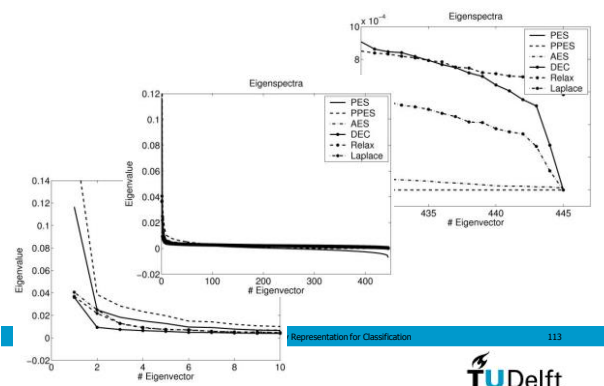 Eigenspectra
x 10⁻⁴
8
PES
PPES
AES
DEC
Relax
Laplace
435 440 445
# Eigenvector
Eigenspectra
0.12
0.1
0.08
0.06
0.04
0.02
0
−0.02
Eigenvalue
PES
PPES
AES
DEC
Relax
Laplace
0 100 200 300 400
# Eigenvector
0.14
0.12
0.1
0.08
0.06
0.04
0.02
0
−0.02
Eigenvalue
0 2 4 6 8 10
# Eigenvector
Representation for Classification 113
TUDelft